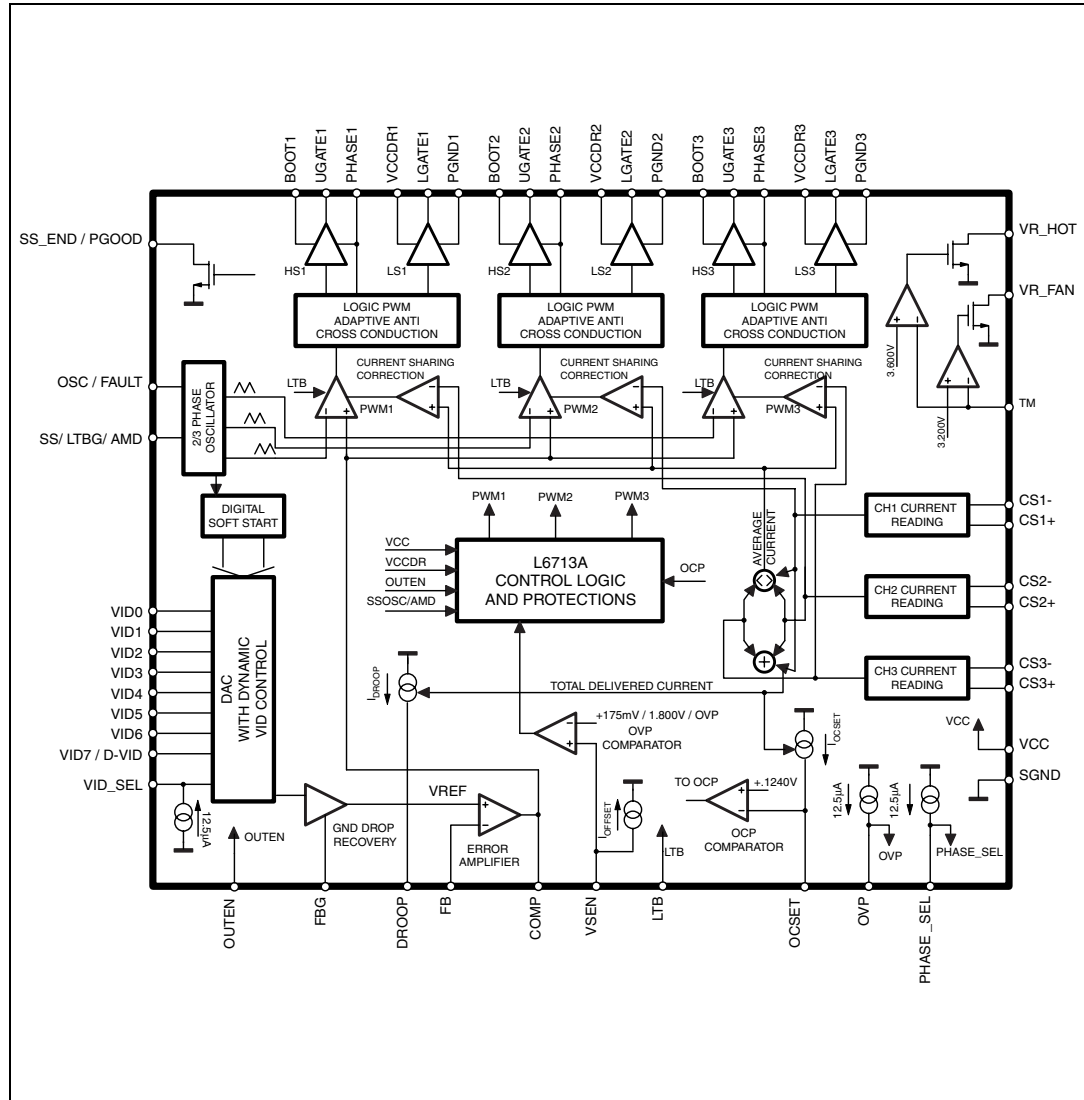 BOOT1
UGATE1
PHASE1
VCCDR1
LGATE1
PGND1
BOOT2
UGATE2
PHASE2
VCCDR2
LGATE2
PGND2
BOOT3
UGATE3
PHASE3
VCCDR3
LGATE3
PGND3
SS_END / PGOOD
VR_HOT
HS1
LS1
HS2
LS2
HS3
LS3
VR_FAN
LOGIC PWM
ADAPTIVE ANTI
CROSS CONDUCTION
LOGIC PWM
ADAPTIVE ANTI
CROSS CONDUCTION
LOGIC PWM
ADAPTIVE ANTI
CROSS CONDUCTION
3.600V
3.200V
OSC / FAULT
2/3 PHASE
OSCILLATOR
LTB
CURRENT SHARING
CORRECTION
PWM1
LTB
CURRENT SHARING
CORRECTION
PWM2
LTB
CURRENT SHARING
CORRECTION
PWM3
TM
SS/ LTBG/ AMD
DIGITAL
SOFT START
PWM1
PWM2
PWM3
AVERAGE
CURRENT
CH1 CURRENT
READING
CS1-
CS1+
VCC
VCCDR
OUTEN
SSOSC/AMD
L6713A
CONTROL LOGIC
AND PROTECTIONS
OCP
CH2 CURRENT
READING
CS2-
CS2+
VID0
VID1
VID2
VID3
VID4
VID5
VID6
VID7 / D-VID
VID_SEL
DAC
WITH DYNAMIC
VID CONTROL
CH3 CURRENT
READING
CS3-
CS3+
IDROOP
TOTAL DELIVERED CURRENT
+175mV / 1.800V / OVP
OVP
COMPARATOR
IOCSET
VCC
VCC
SGND
TO OCP
+.1240V
OCP
COMPARATOR
12.5µA
12.5µA
12.5µA
OUTEN
GND DROP
RECOVERY
VREF
ERROR
AMPLIFIER
IOFFSET
LTB
OVP
PHASE_SEL
OUTEN
FBG
DROOP
FB
COMP
VSEN
LTB
OCSET
OVP
PHASE _SEL